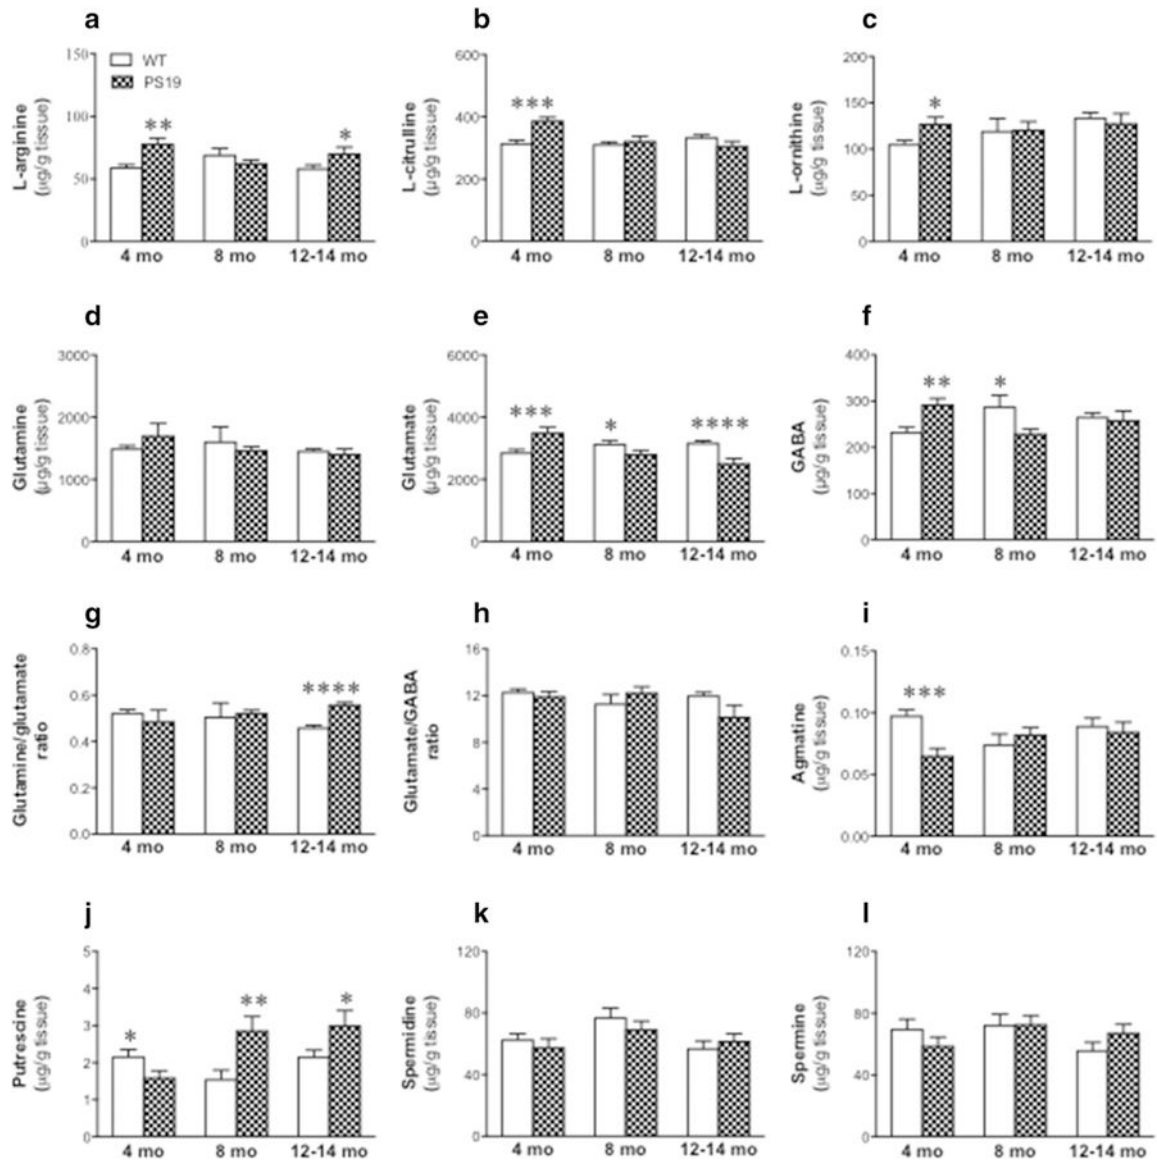 a b c
150
100
50
0
L-arginine
(µg/g tissue)
WT
PS19
** *
4 mo 8 mo 12-14 mo
600
400
200
0
L-citrulline
(µg/g tissue)
***
4 mo 8 mo 12-14 mo
200
150
100
50
0
L-ornithine
(µg/g tissue)
*
4 mo 8 mo 12-14 mo
d e f
3000
2000
1000
0
Glutamine
(µg/g tissue)
4 mo 8 mo 12-14 mo
6000
4000
2000
0
Glutamate
(µg/g tissue)
*** * ****
4 mo 8 mo 12-14 mo
400
300
200
100
0
GABA
(µg/g tissue)
** *
4 mo 8 mo 12-14 mo
g h i
0.8
0.6
0.4
0.2
0.0
Glutamine/glutamate
ratio
****
4 mo 8 mo 12-14 mo
16
12
8
4
0
Glutamate/GABA
ratio
4 mo 8 mo 12-14 mo
0.15
0.10
0.05
0.00
Agmatine
(µg/g tissue)
***
4 mo 8 mo 12-14 mo
j k l
5
4
3
2
1
0
Putrescine
(µg/g tissue)
* ** *
4 mo 8 mo 12-14 mo
120
80
40
0
Spermidine
(µg/g tissue)
4 mo 8 mo 12-14 mo
120
80
40
0
Spermine
(µg/g tissue)
4 mo 8 mo 12-14 mo